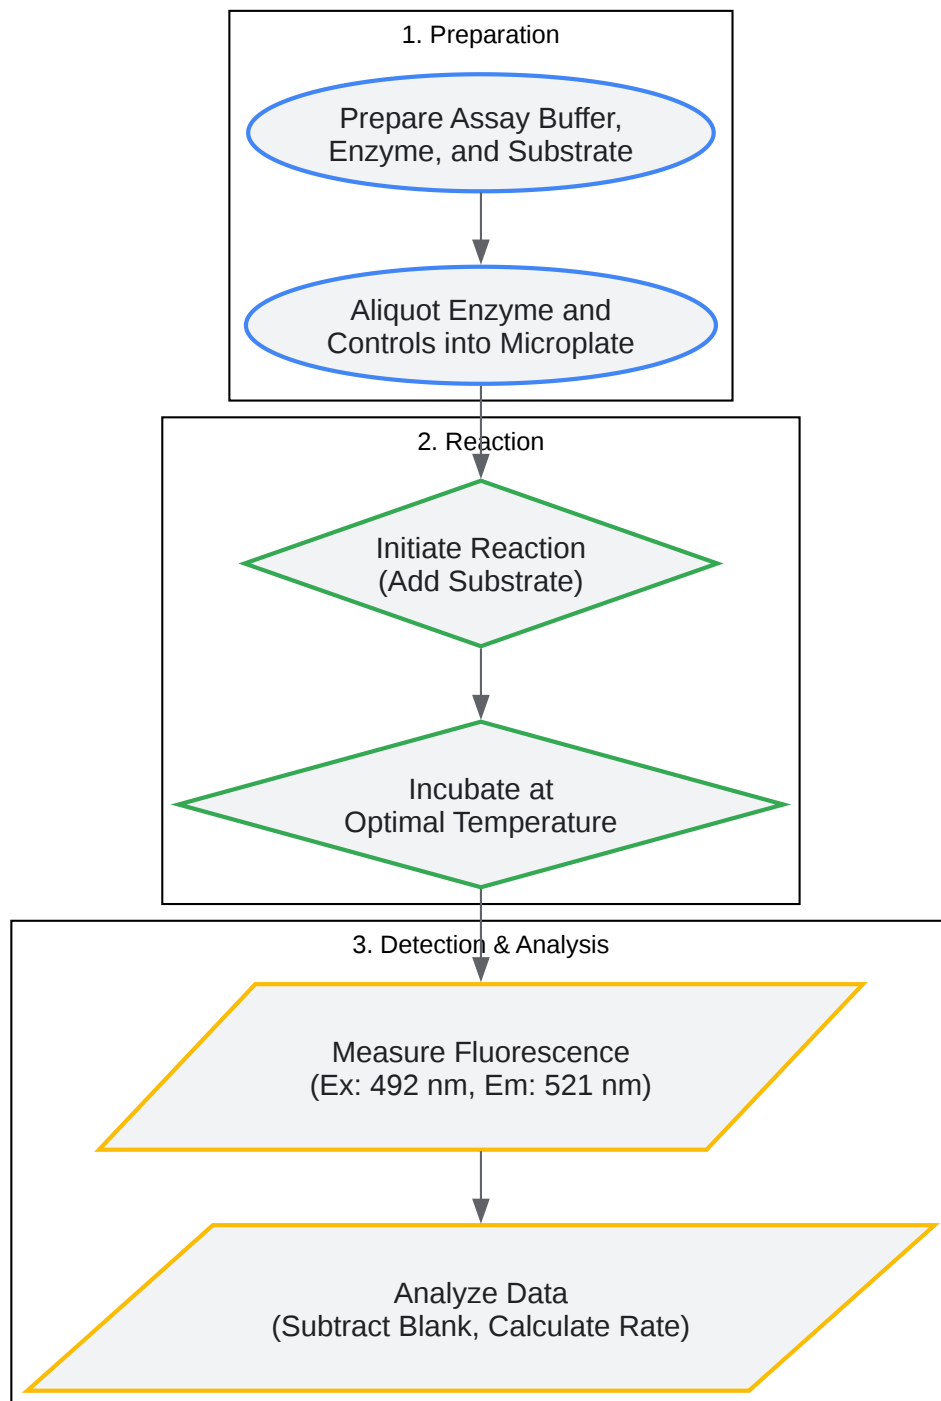 1. Preparation
Prepare Assay Buffer,
Enzyme, and Substrate
Aliquot Enzyme and
Controls into Microplate
2. Reaction
Initiate Reaction
(Add Substrate)
Incubate at
Optimal Temperature
3. Detection & Analysis
Measure Fluorescence
(Ex: 492 nm, Em: 521 nm)
Analyze Data
(Subtract Blank, Calculate Rate)